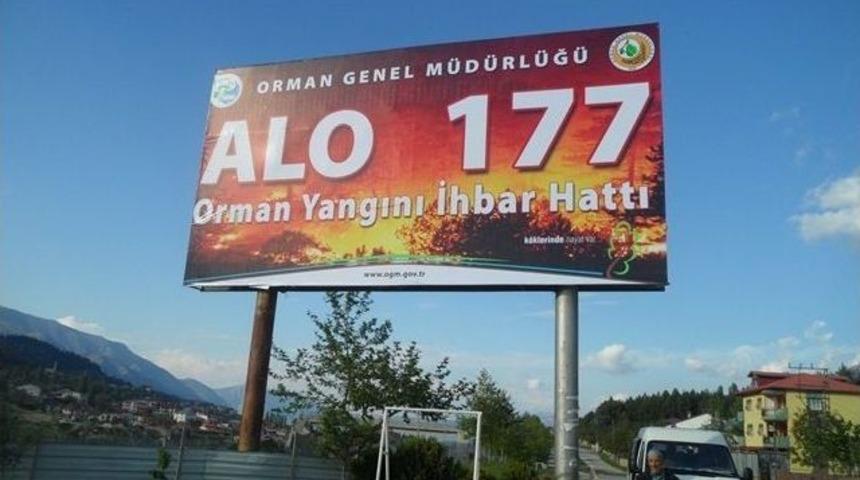 ORMAN GENEL MÜDÜRLÜĞÜ
ALO 177
Orman Yangını İhbar Hattı
köklerinde hayat var
www.ogm.gov.tr